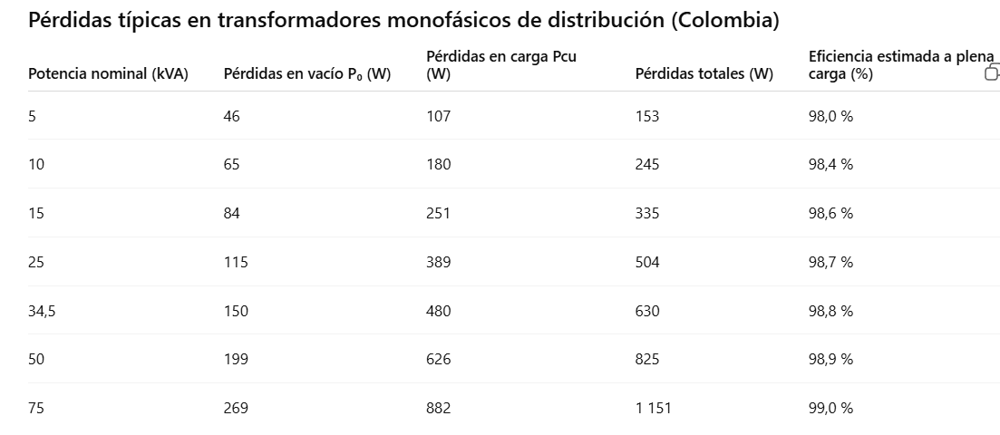 Pérdidas típicas en transformadores monofásicos de distribución (Colombia)
Potencia nominal (kVA) Pérdidas en vacío P₀ (W) Pérdidas en carga Pcu (W) Pérdidas totales (W) Eficiencia estimada a plena carga (%)
5 46 107 153 98,0 %
10 65 180 245 98,4 %
15 84 251 335 98,6 %
25 115 389 504 98,7 %
34,5 150 480 630 98,8 %
50 199 626 825 98,9 %
75 269 882 1 151 99,0 %